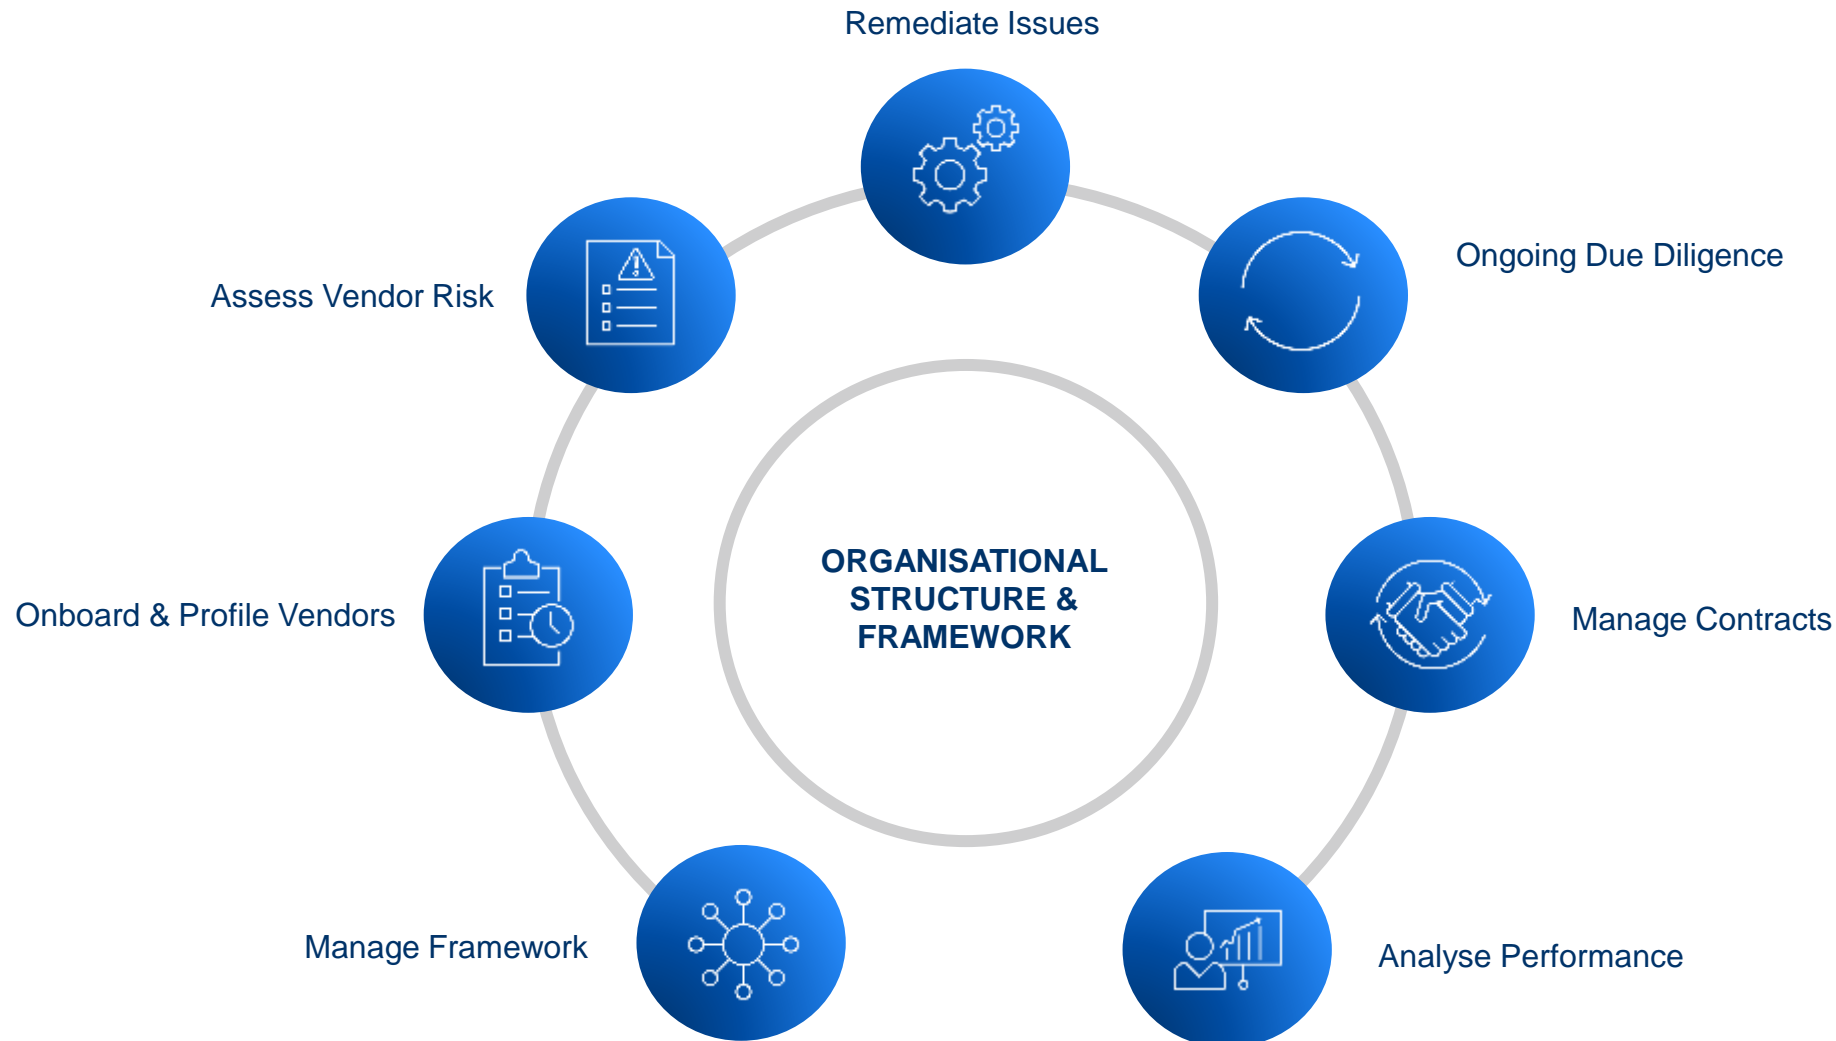 Remediate Issues
Ongoing Due Diligence
Assess Vendor Risk
ORGANISATIONAL
STRUCTURE &
FRAMEWORK
Onboard & Profile Vendors
Manage Contracts
Manage Framework
Analyse Performance